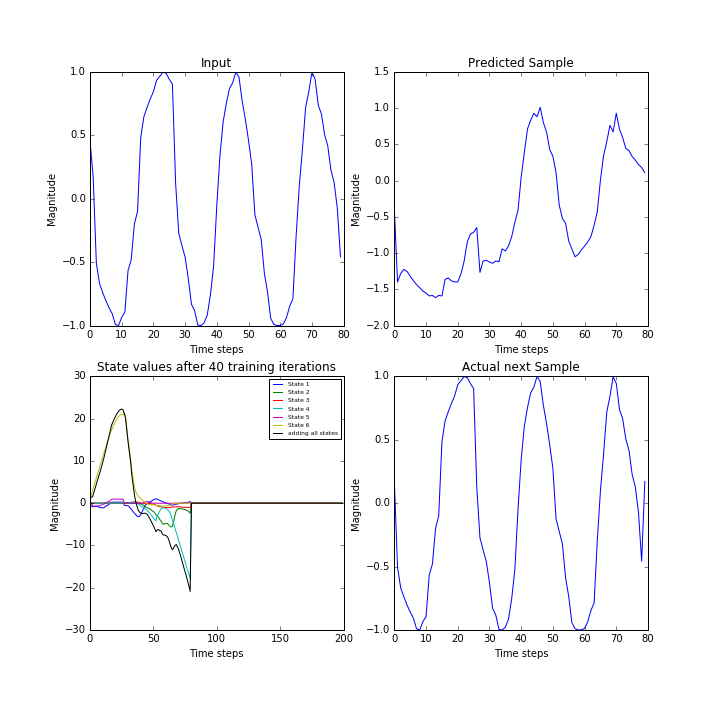 Input
Magnitude
1.0
0.5
0.0
−0.5
−1.0
0 10 20 30 40 50 60 70 80
Time steps
Predicted Sample
Magnitude
1.5
1.0
0.5
0.0
−0.5
−1.0
−1.5
−2.0
0 10 20 30 40 50 60 70 80
Time steps
State values after 40 training iterations
Magnitude
30
20
10
0
−10
−20
−30
0 50 100 150 200
Time steps
State 1
State 2
State 3
State 4
State 5
State 6
adding all states
Actual next Sample
Magnitude
1.0
0.5
0.0
−0.5
−1.0
0 10 20 30 40 50 60 70 80
Time steps